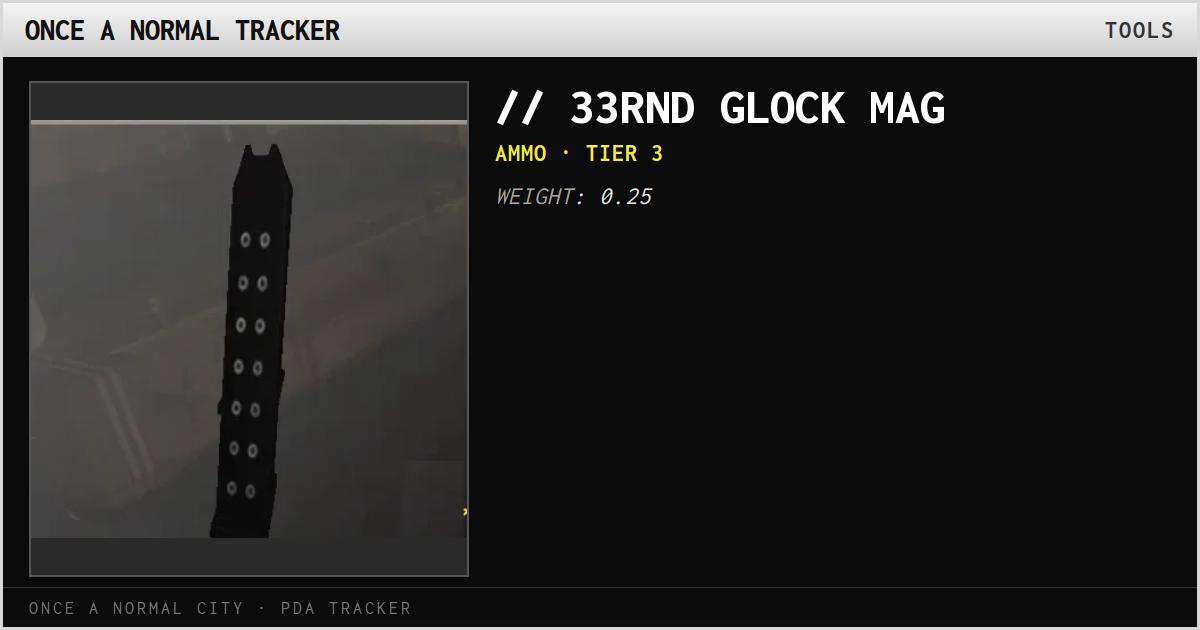 ONCE A NORMAL TRACKER
TOOLS
// 33RND GLOCK MAG
AMMO · TIER 3
WEIGHT: 0.25
ONCE A NORMAL CITY · PDA TRACKER